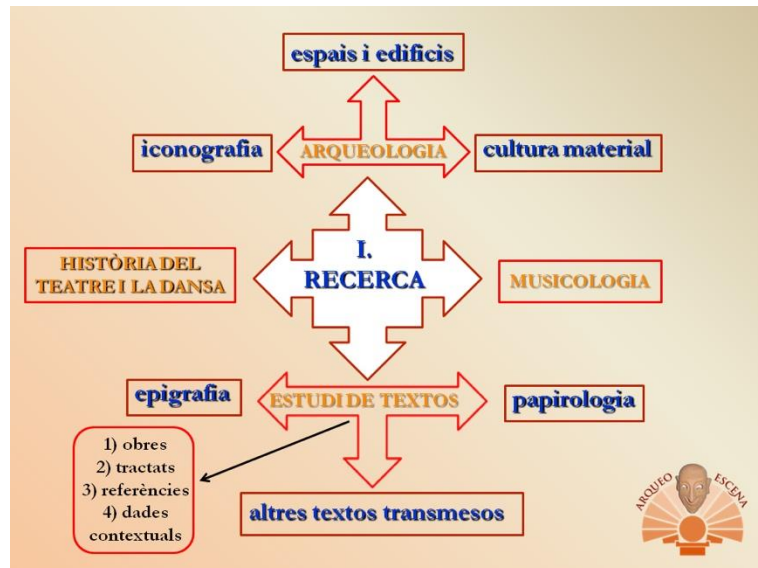 espais i edificis
iconografia
ARQUEOLOGIA
cultura material
I.
RECERCA
HISTÒRIA DEL
TEATRE I LA DANSA
MUSICOLOGIA
epigrafia
ESTUDI DE TEXTOS
papirologia
1) obres
2) tractats
3) referències
4) dades
contextuals
altres textos transmesos
ARQUEO ESCENA